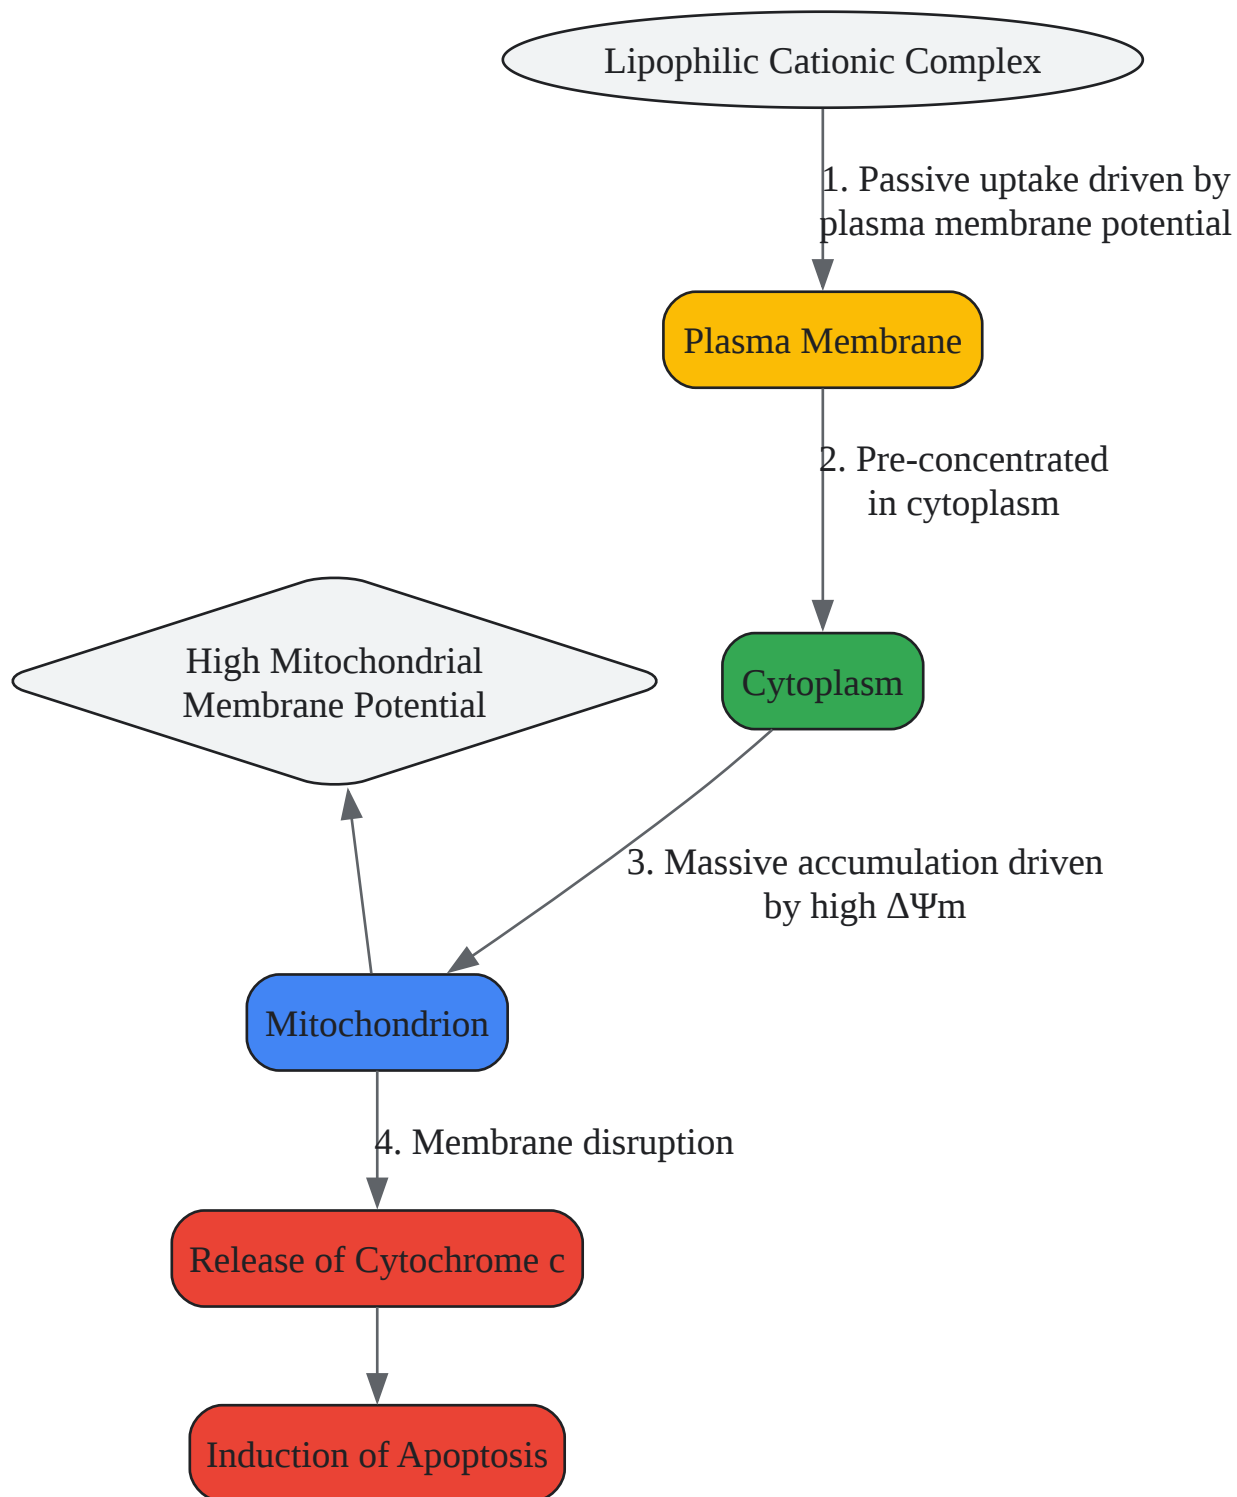 Lipophilic Cationic Complex
1. Passive uptake driven by
plasma membrane potential
Plasma Membrane
2. Pre-concentrated
in cytoplasm
High Mitochondrial
Membrane Potential
Cytoplasm
3. Massive accumulation driven
by high ΔΨm
Mitochondrion
4. Membrane disruption
Release of Cytochrome c
Induction of Apoptosis